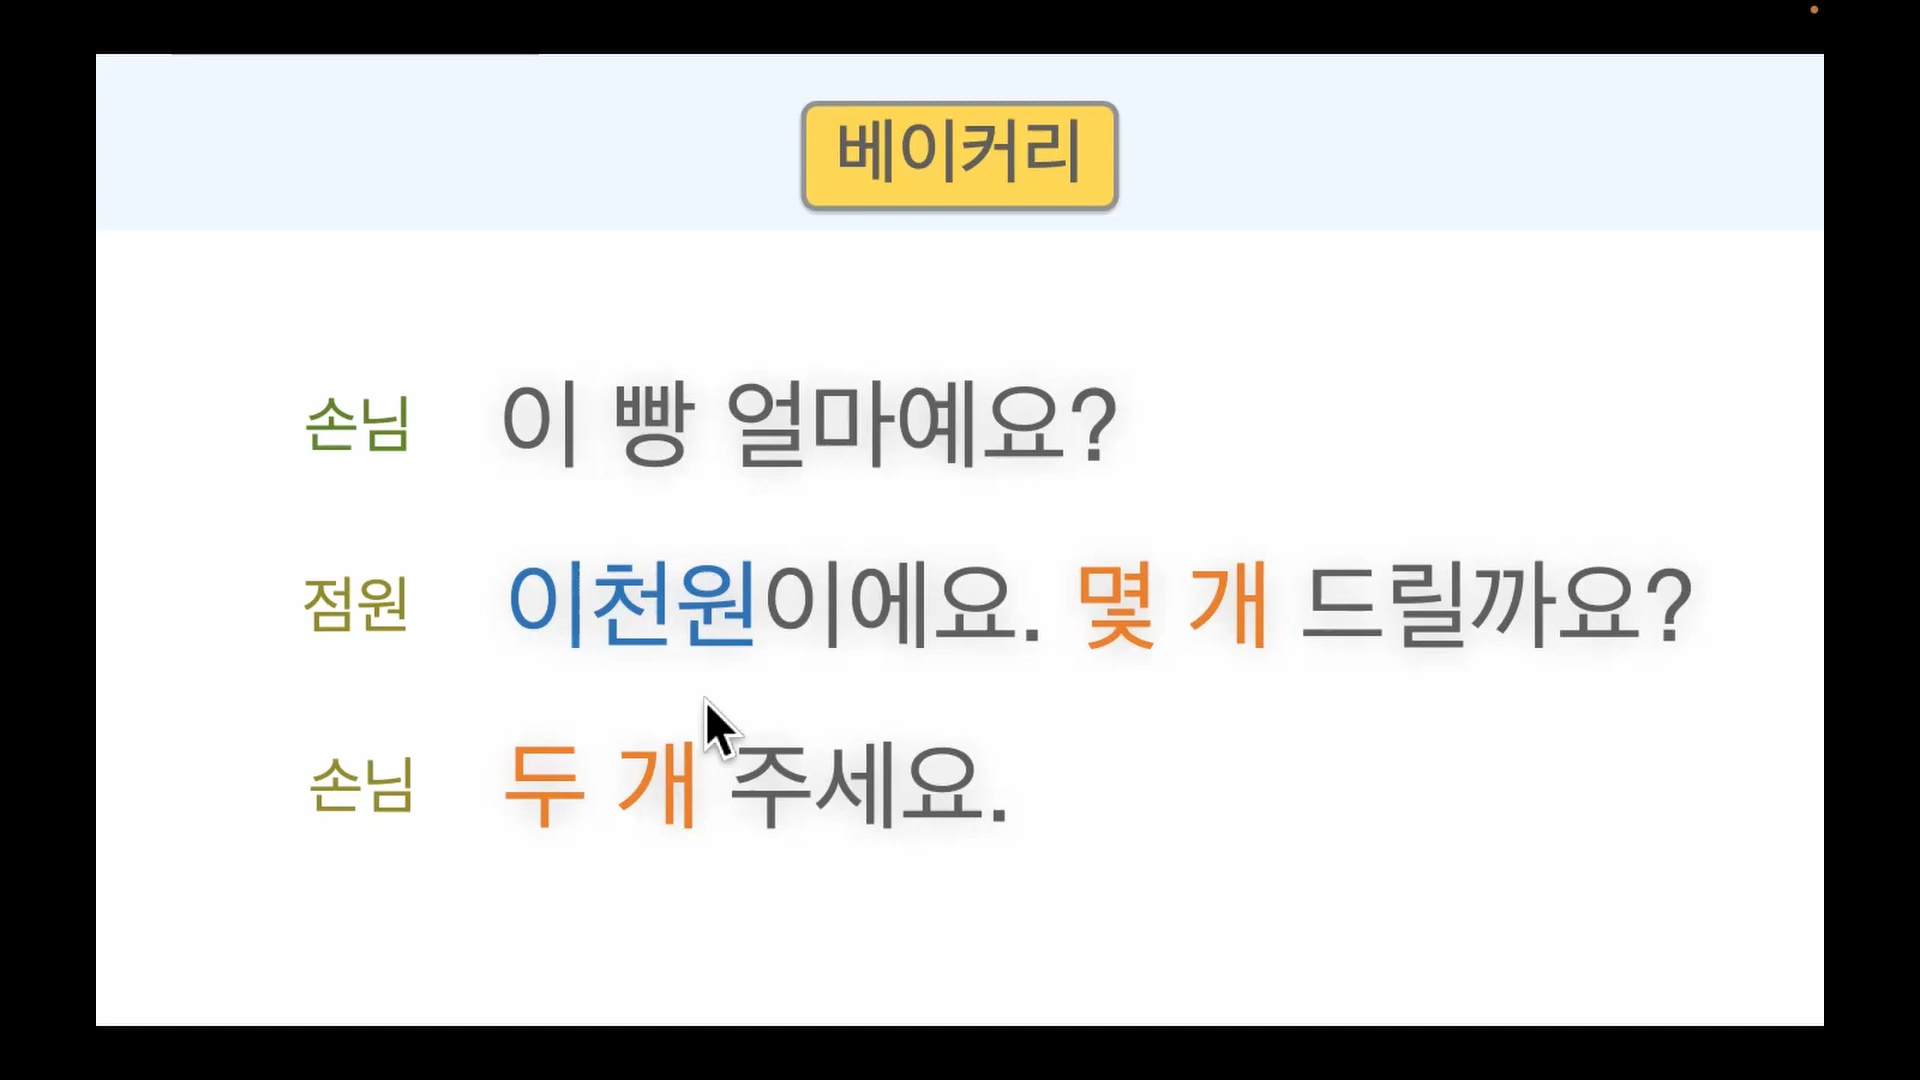 베이커리
손님 이 빵 얼마예요?
점원 이천원이에요. 몇 개 드릴까요?
손님 두 개 주세요.